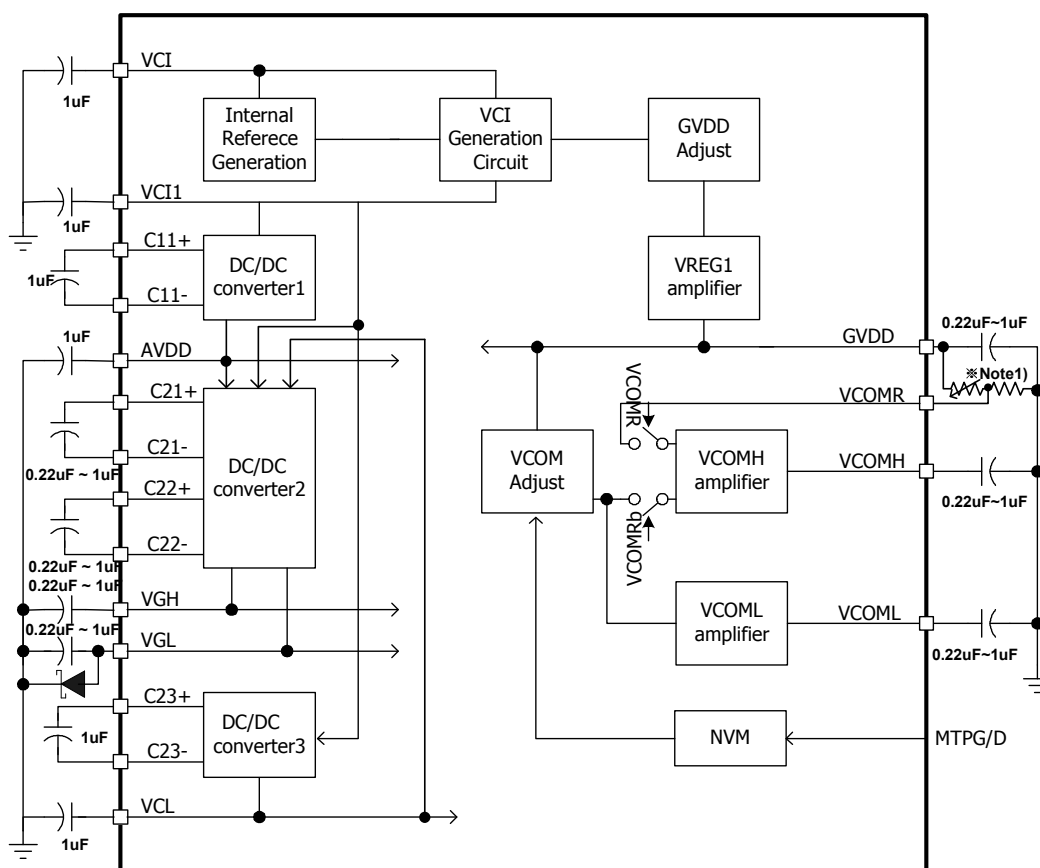 VCI
1uF
Internal
Referece
Generation
VCI
Generation
Circuit
GVDD
Adjust
VCI1
1uF
C11+
1uF
C11-
DC/DC
converter1
VREG1
amplifier
0.22uF~1uF
1uF
AVDD
GVDD
※Note1)
C21+
VCOMR
VCOMR
C21-
0.22uF ~ 1uF
DC/DC
converter2
VCOM
Adjust
VCOMH
amplifier
VCOMH
0.22uF~1uF
C22+
VCOMRq
C22-
0.22uF ~ 1uF
0.22uF ~ 1uF
VGH
0.22uF ~ 1uF
VGL
VCOML
amplifier
VCOML
0.22uF~1uF
C23+
1uF
C23-
DC/DC
converter3
NVM
MTPG/D
VCL
1uF